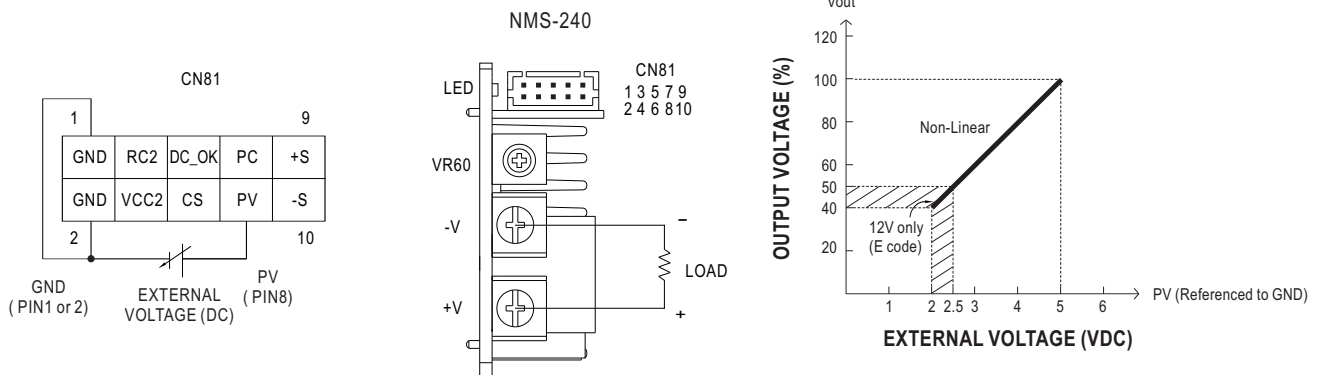 CN81
1
9
GND RC2 DC_OK PC +S
GND VCC2 CS PV -S
2
10
GND
( PIN1 or 2)
EXTERNAL
VOLTAGE (DC)
PV
( PIN8)
NMS-240
LED
CN81
1 3 5 7 9
2 4 6 8 10
VR60
-V
−
LOAD
+V
+
Vout
OUTPUT VOLTAGE (%)
120
100
80
60
50
40
20
Non-Linear
12V only
(E code)
1 2 2.5 3 4 5 6
PV (Referenced to GND)
EXTERNAL VOLTAGE (VDC)